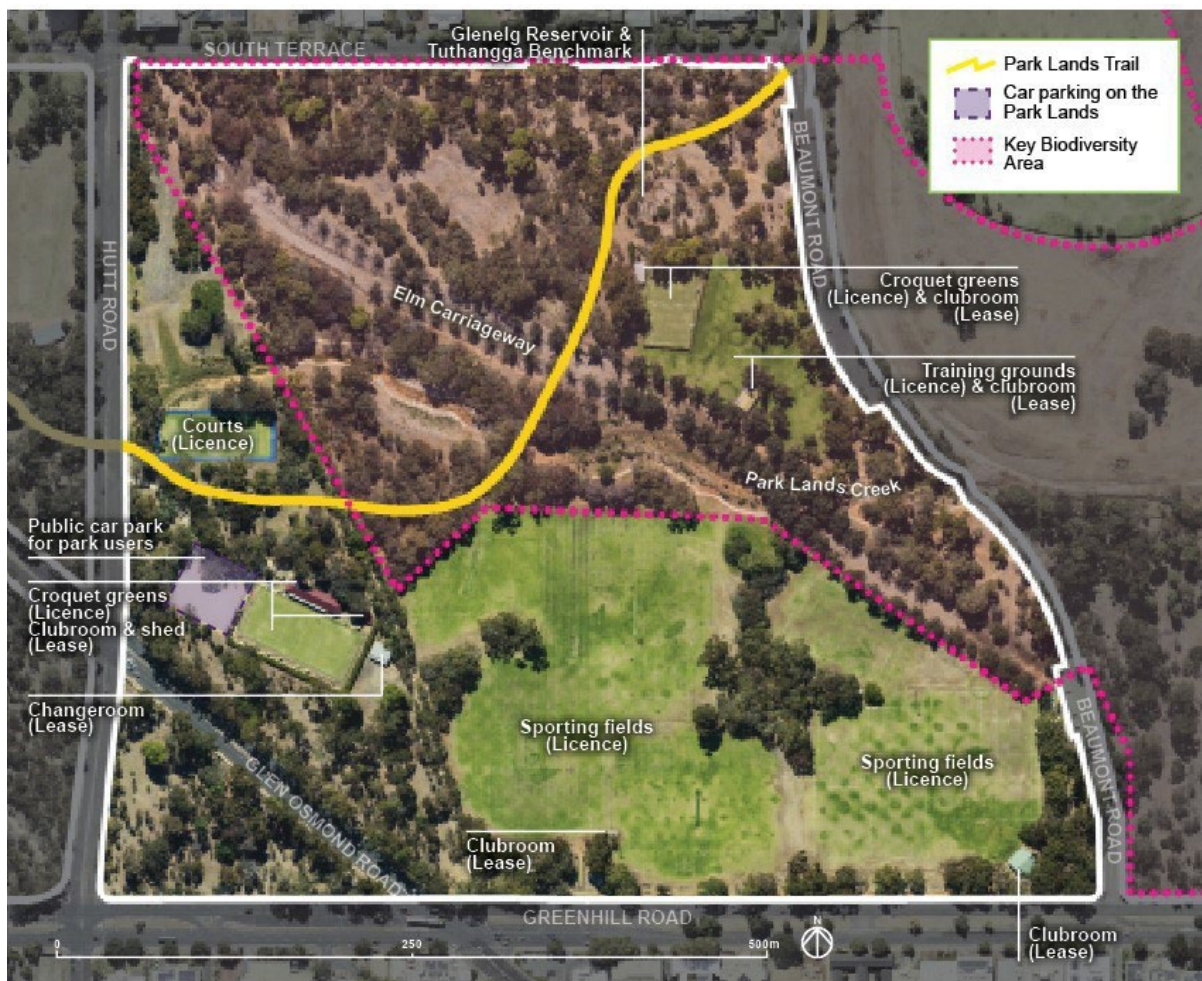 SOUTH TERRACE
Glenelg Reservoir &
Tuthangga Benchmark
Park Lands Trail
Car parking on the
Park Lands
Key Biodiversity
Area
BEAUMONT ROAD
HUTT ROAD
Elm Carriageway
Croquet greens
(Licence) & clubroom
(Lease)
Training grounds
(Licence) & clubroom
(Lease)
Courts
(Licence)
Park Lands Creek
Public car park
for park users
Croquet greens
(Licence)
Clubroom & shed
(Lease)
Changeroom
(Lease)
Sporting fields
(Licence)
Sporting fields
(Licence)
BEAUMONT ROAD
GLEN OSMOND ROAD
Clubroom
(Lease)
GREENHILL ROAD
Clubroom
(Lease)
0 250 500m
N